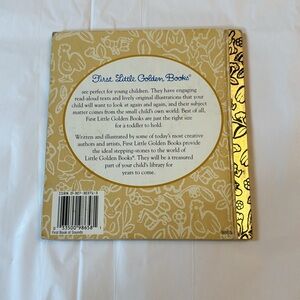 First Little Golden Books®
are perfect for young children. They have engaging
read-aloud texts and lively original illustrations that your
child will want to look at again and again, and their subject
matter comes from the small child's own world. Best of all,
First Little Golden Books are just the right size
for a toddler to hold.
Written and illustrated by some of today's most creative
authors and artists, First Little Golden Books provide
the ideal stepping-stones to the world of
Little Golden Books®. They will be a treasured
part of your child's library for
years to come.
First Book of Sounds